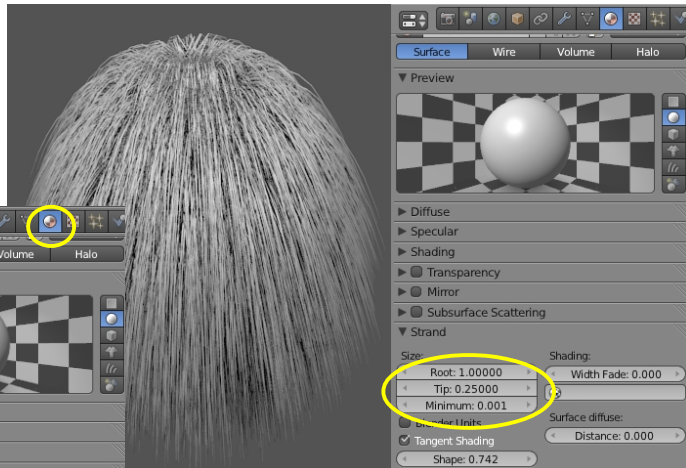 Surface Wire Volume Halo
Preview
Diffuse
Specular
Shading
Transparency
Mirror
Subsurface Scattering
Strand
Size:
Root: 1.00000
Tip: 0.25000
Minimum: 0.001
Blender Units
Tangent Shading
Shape: 0.742
Shading:
Width Fade: 0.000
Surface diffuse:
Distance: 0.000
Volume Halo